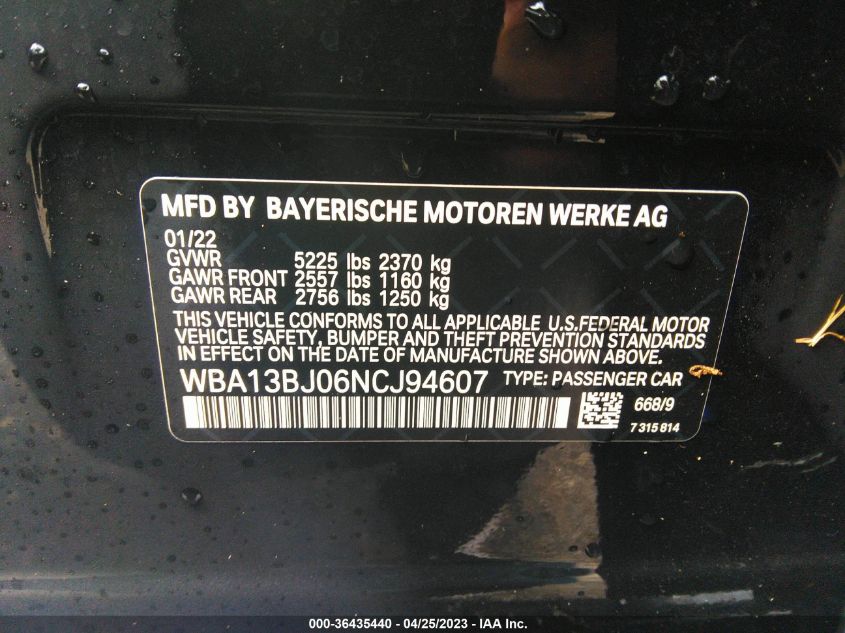 MFD BY BAYERISCHE MOTOREN WERKE AG
01/22
GVWR 5225 lbs 2370 kg
GAWR FRONT 2557 lbs 1160 kg
GAWR REAR 2756 lbs 1250 kg
THIS VEHICLE CONFORMS TO ALL APPLICABLE U.S.FEDERAL MOTOR
VEHICLE SAFETY, BUMPER AND THEFT PREVENTION STANDARDS
IN EFFECT ON THE DATE OF MANUFACTURE SHOWN ABOVE.
WBA13BJ06NCJ94607 TYPE: PASSENGER CAR
668/9
7 315 814
000-36435440 - 04/25/2023 - IAA Inc.